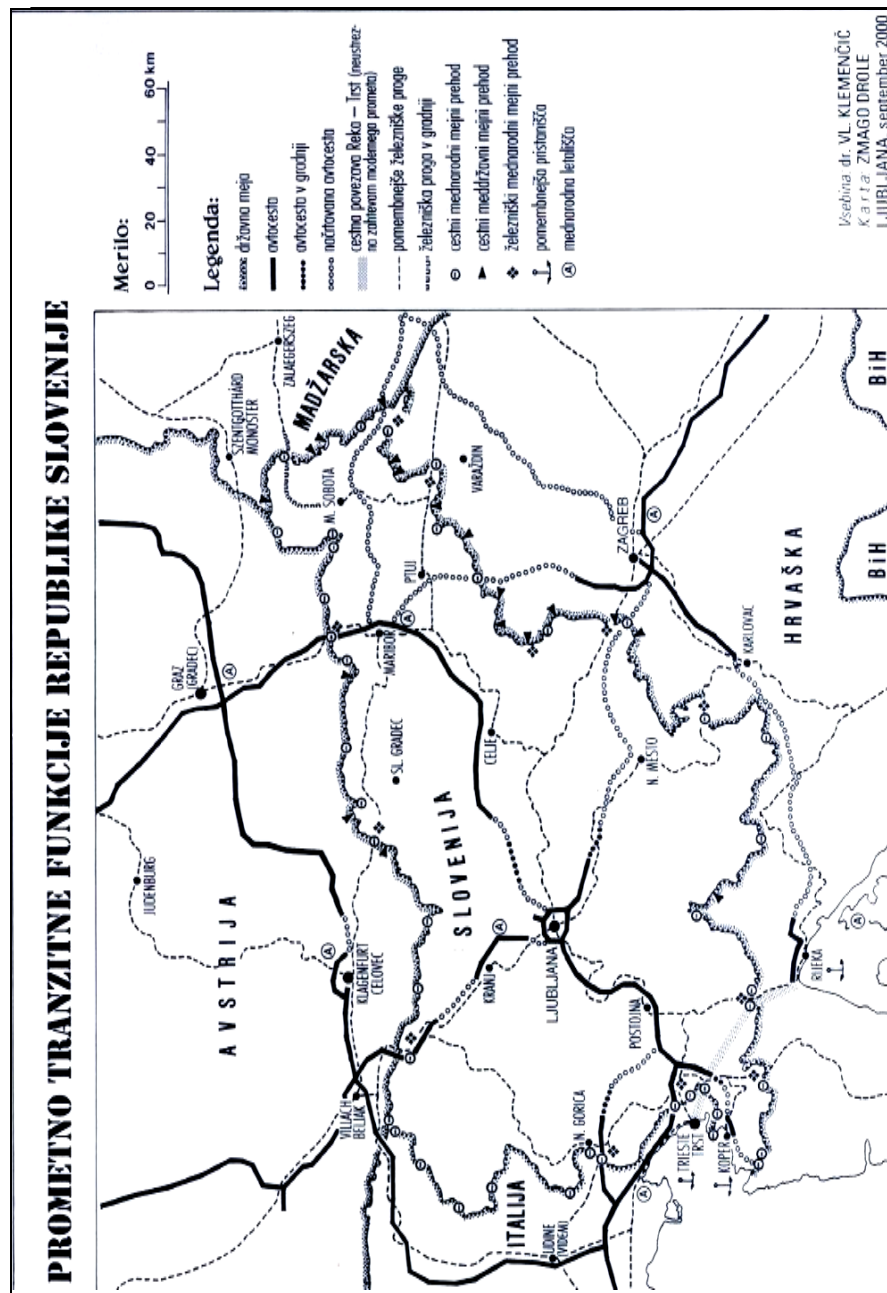 PROMETNO TRANZITNE FUNKCIJE REPUBLIKE SLOVENIJE
Merilo:
0 20 40 60 km
Legenda:
državna meja
avtocesta
avtocesta v gradnji
načrtovana avtocesta
cestna povezava Reka – Trst (neustrez-
na zahtevam modernega prometa)
pomembnejše železniške proge
železniška proga v gradnji
cestni mednarodni mejni prehod
cestni meddržavni mejni prehod
železniški mednarodni mejni prehod
pomembnejša pristanišča
A mednarodna letališča
Vsebina: dr. VL. KLEMENČIČ
Karta: ZMAGO DROLE
LJUBLJANA, september 2000
JUDENBURG
GRAZ
(GRADEC)
A
SZENTGOTTHÁRD
MONOŠTER
ZALAEGERSZEG
AVSTRIJA
MADŽARSKA
A
KLAGENFURT
CELOVEC
VILLACH
BELJAK
M. SOBOTA
MARIBOR
A
SL. GRADEC
PTUJ
VARAŽDIN
SLOVENIJA
CELJE
KRANJ
A
LJUBLJANA
ITALIJA
UDINE
(VIDEM)
N. GORICA
POSTOJNA
N. MESTO
ZAGREB
A
A
TRIESTE
TRST
KOPER
RIJEKA
A
KARLOVAC
HRVAŠKA
BiH
BiH